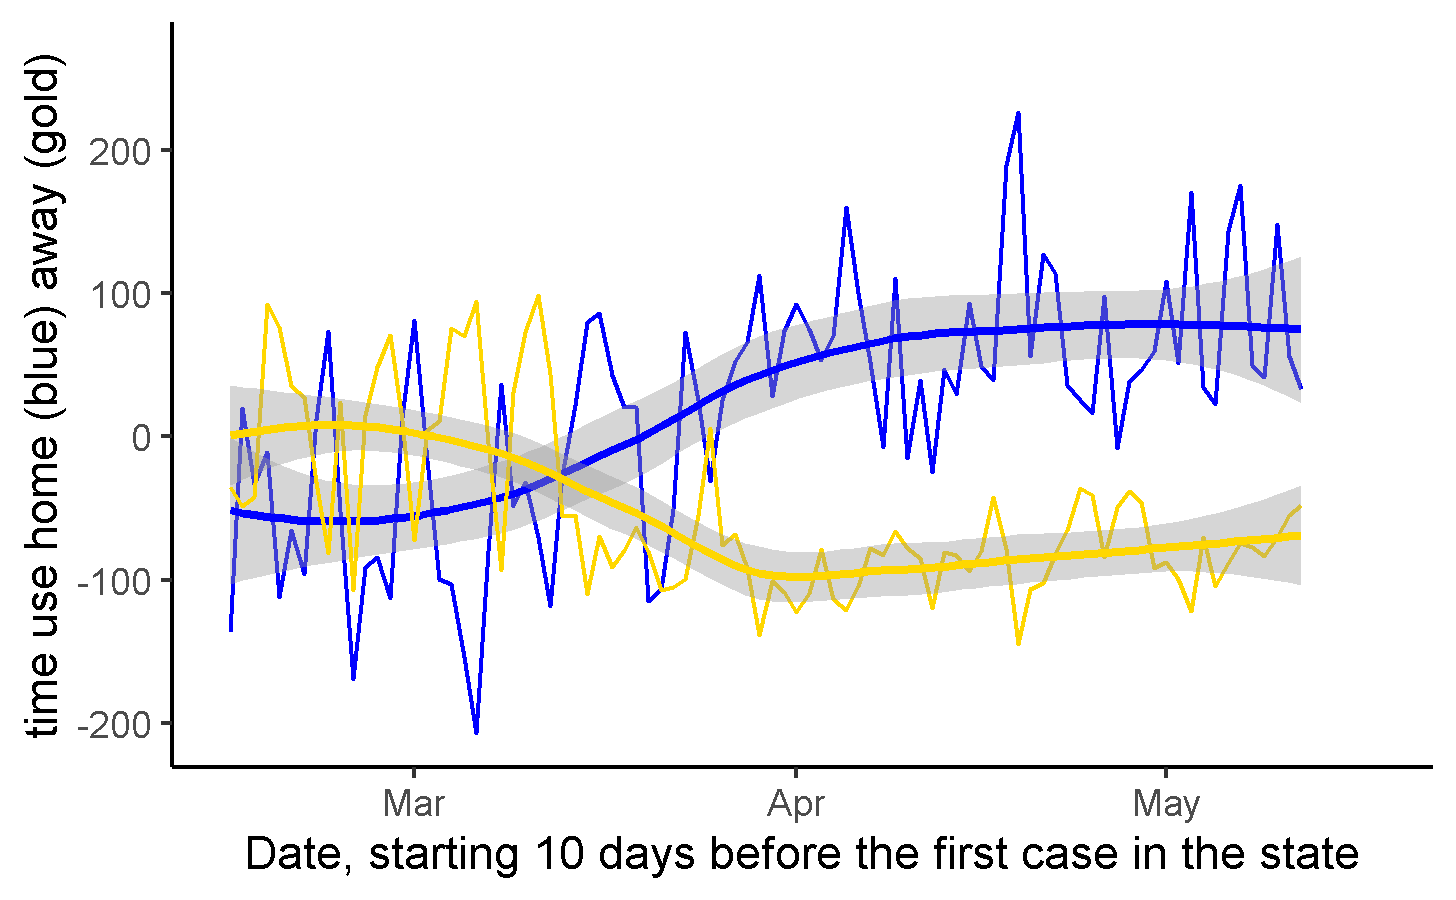 time use home (blue) away (gold)
200
100
0
-100
-200
Mar
Apr
May
Date, starting 10 days before the first case in the state